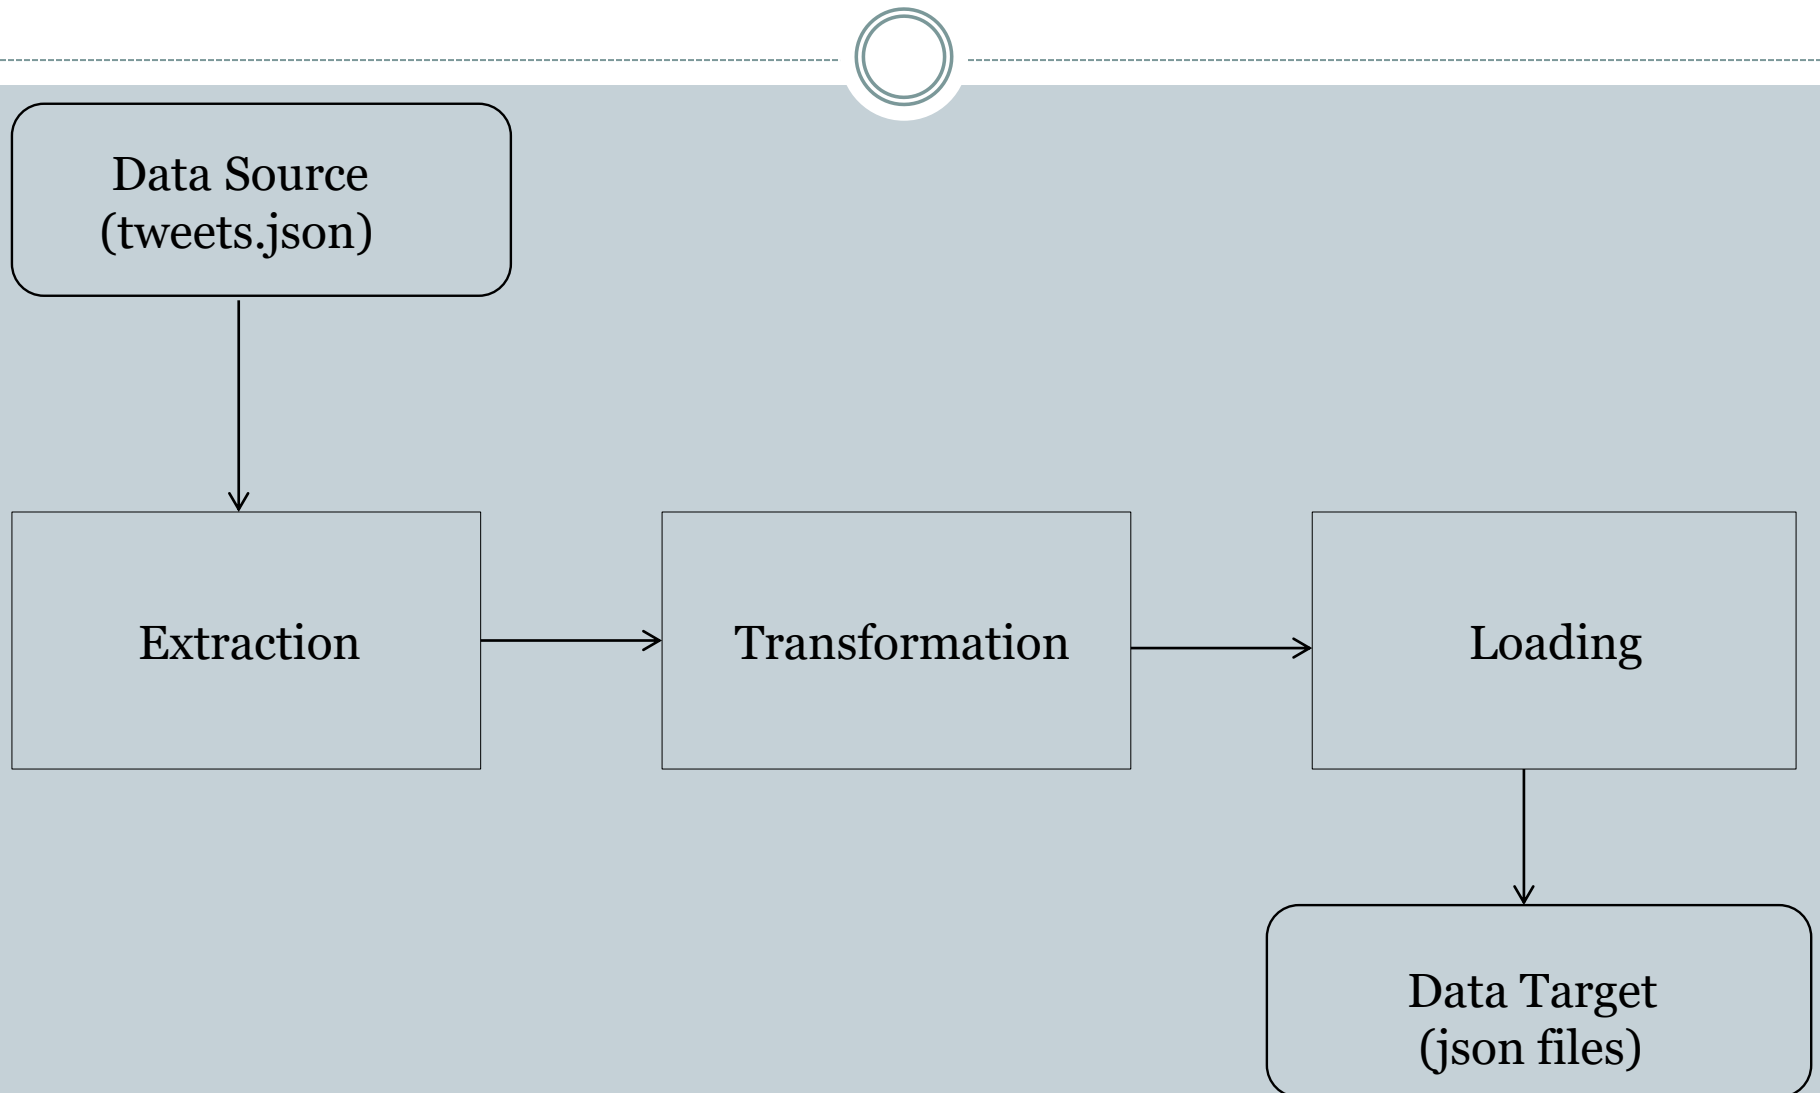 Data Source
(tweets.json)
Extraction
Transformation
Loading
Data Target
(json files)